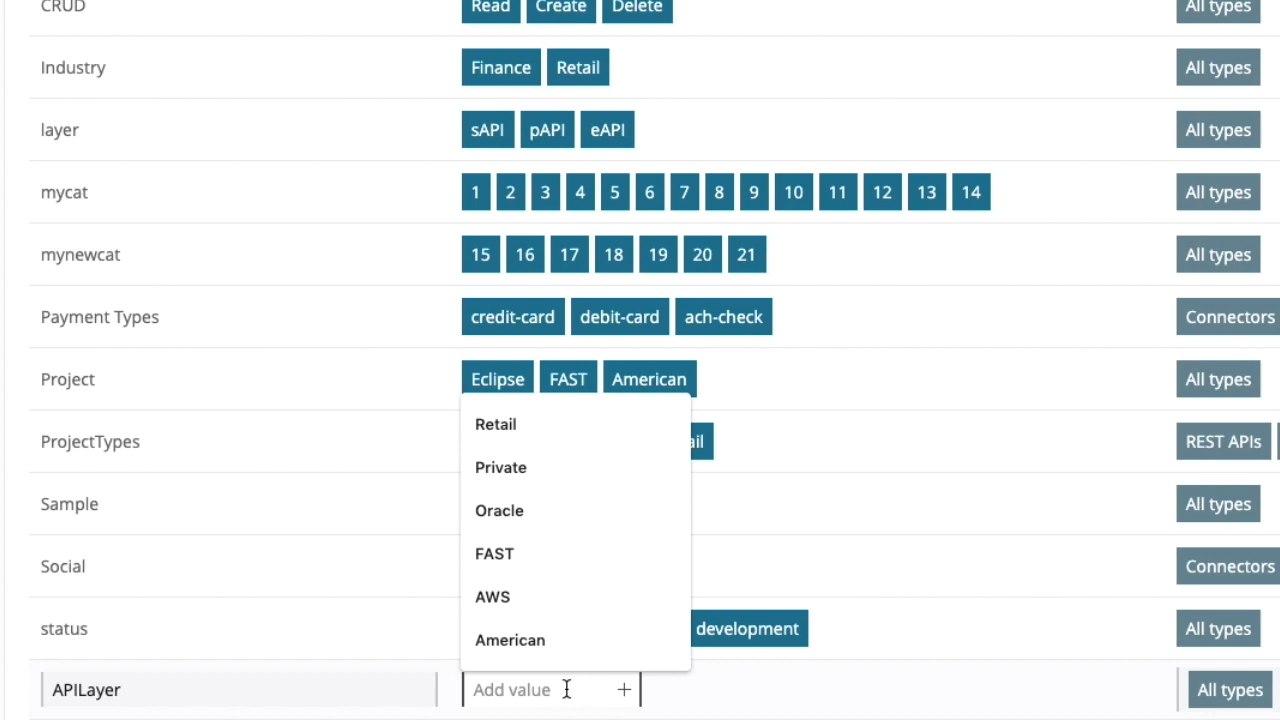 CRUD Read Create Delete All types
Industry Finance Retail All types
layer sAPI pAPI eAPI All types
mycat 1 2 3 4 5 6 7 8 9 10 11 12 13 14 All types
mynewcat 15 16 17 18 19 20 21 All types
Payment Types credit-card debit-card ach-check Connectors
Project Eclipse FAST American All types
Retail
ProjectTypes ail REST APIs
Private
Sample Oracle All types
FAST
Social Connectors
AWS
status development All types
American
APILayer Add value + All types